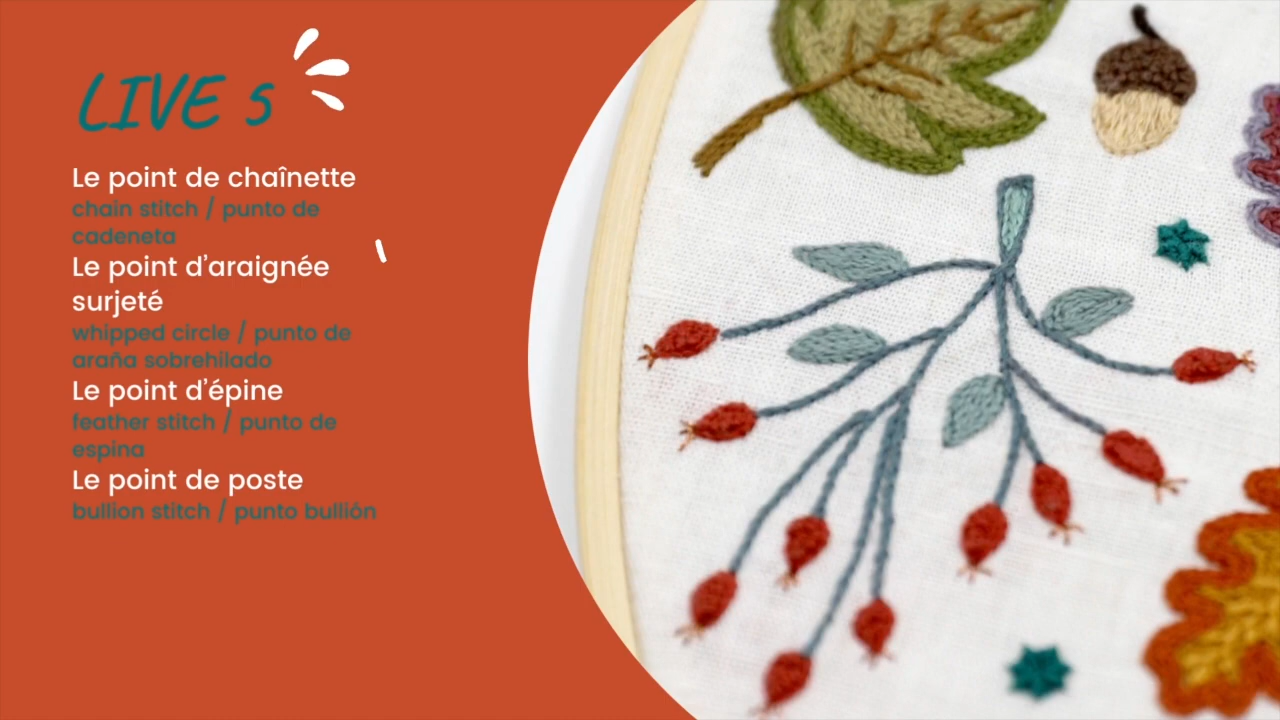 LIVE 5
Le point de chaînette
chain stitch / punto de
cadeneta
Le point d'araignée
surjeté
whipped circle / punto de
araña sobrehilado
Le point d'épine
feather stitch / punto de
espina
Le point de poste
bullion stitch / punto bullión